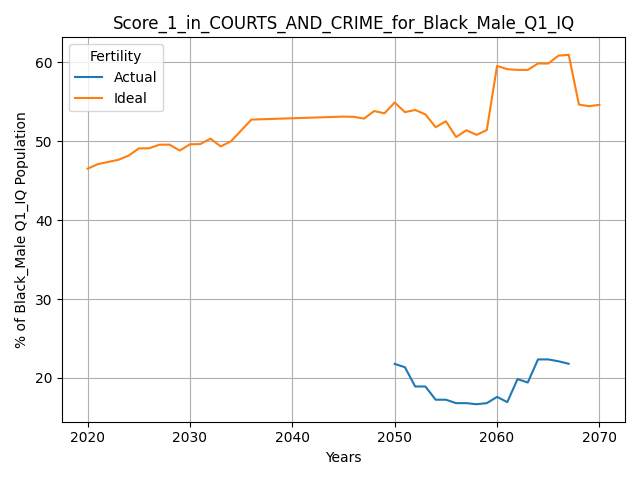 Score_1_in_COURTS_AND_CRIME_for_Black_Male_Q1_IQ
Fertility
Actual
Ideal
% of Black_Male Q1_IQ Population
60
50
40
30
20
2020 2030 2040 2050 2060 2070
Years